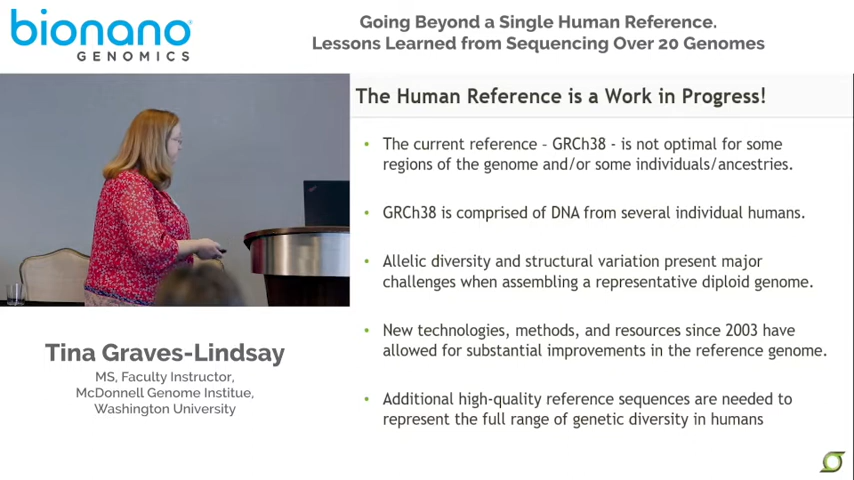 bionano
GENOMICS
Going Beyond a Single Human Reference.
Lessons Learned from Sequencing Over 20 Genomes
The Human Reference is a Work in Progress!
• The current reference – GRCh38 - is not optimal for some
regions of the genome and/or some individuals/ancestries.
• GRCh38 is comprised of DNA from several individual humans.
• Allelic diversity and structural variation present major
challenges when assembling a representative diploid genome.
• New technologies, methods, and resources since 2003 have
allowed for substantial improvements in the reference genome.
• Additional high-quality reference sequences are needed to
represent the full range of genetic diversity in humans
Tina Graves-Lindsay
MS, Faculty Instructor,
McDonnell Genome Institue,
Washington University